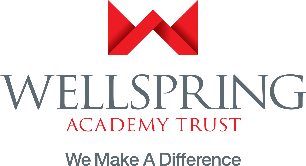 WELLSPRING
ACADEMY TRUST
We Make A Difference